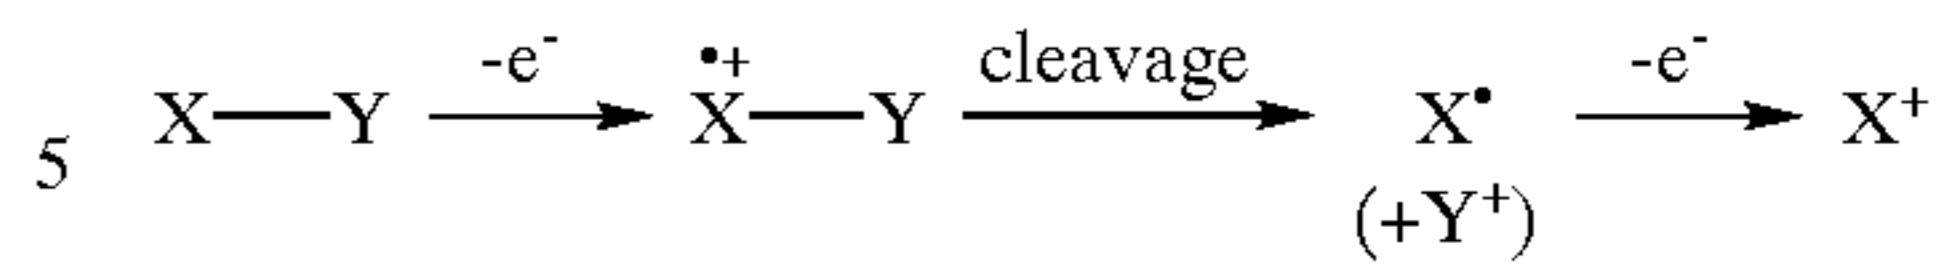 -e⁻ •+ cleavage -e⁻
X—Y X—Y X• X⁺
5
(+Y⁺)